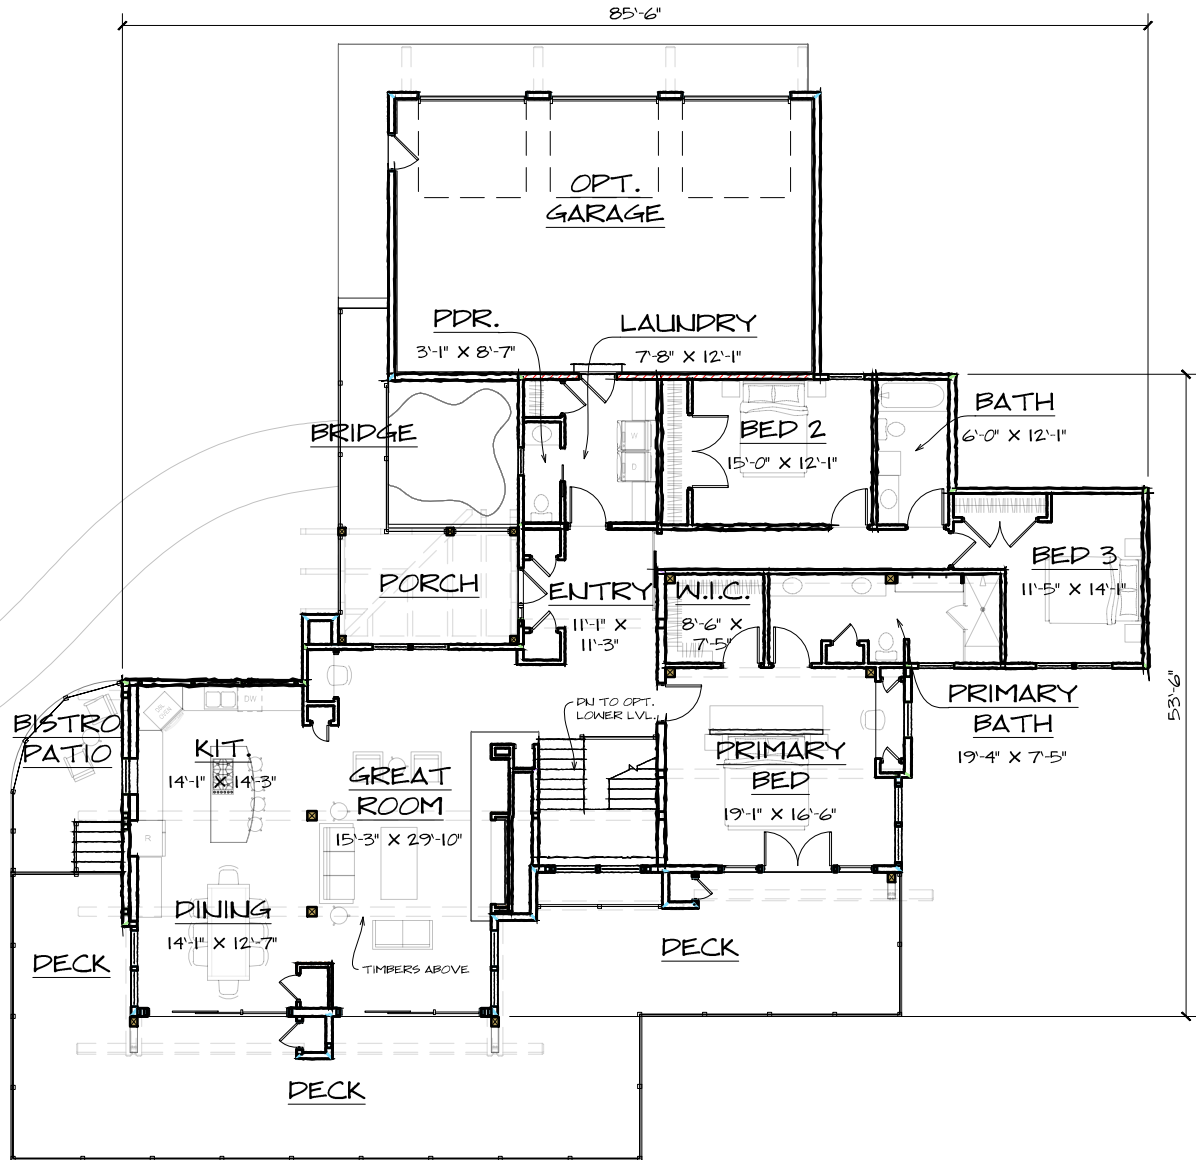 85'-6"
OPT.
GARAGE
PDR.
3'-1" X 8'-7"
LAUNDRY
7'-8" X 12'-1"
BRIDGE
BED 2
15'-0" X 12'-1"
BATH
6'-0" X 12'-1"
W
D
PORCH
ENTRY
11'-1" X
11'-3"
W.I.C.
8'-6" X
7'-5"
BED 3
11'-5" X 14'-1"
53'-6"
PRIMARY
BATH
19'-4" X 7'-5"
BISTRO
PATIO
DW
KIT.
14'-1" X 14'-3"
R
GREAT
ROOM
15'-3" X 29'-10"
DN TO OPT.
LOWER LVL.
PRIMARY
BED
19'-1" X 16'-6"
DINING
14'-1" X 12'-7"
TIMBERS ABOVE
DECK
DECK
DECK